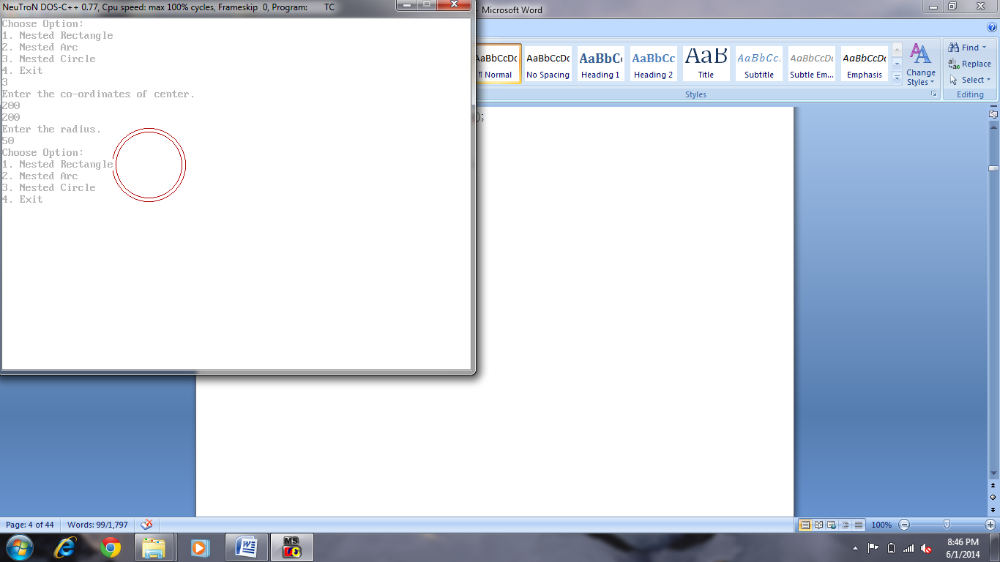 NeuTroN DOS-C++ 0.77, Cpu speed: max 100% cycles, Frameskip 0, Program: TC
Choose Option:
1. Nested Rectangle
2. Nested Arc
3. Nested Circle
4. Exit
3
Enter the co-ordinates of center.
200
200
Enter the radius.
50
Choose Option:
1. Nested Rectangle
2. Nested Arc
3. Nested Circle
4. Exit
- Microsoft Word
AaBbCcDc AaBbCcDc AaBbC AaBbCc AaB AaBbCc. AaBbCcDc AaBbCcDc
¶ Normal No Spacing Heading 1 Heading 2 Title Subtitle Subtle Em... Emphasis
Change Styles
Styles
Find
Replace
Select
Editing
);
Page: 4 of 44 Words: 99/1,797 100%
MS
8:46 PM
6/1/2014